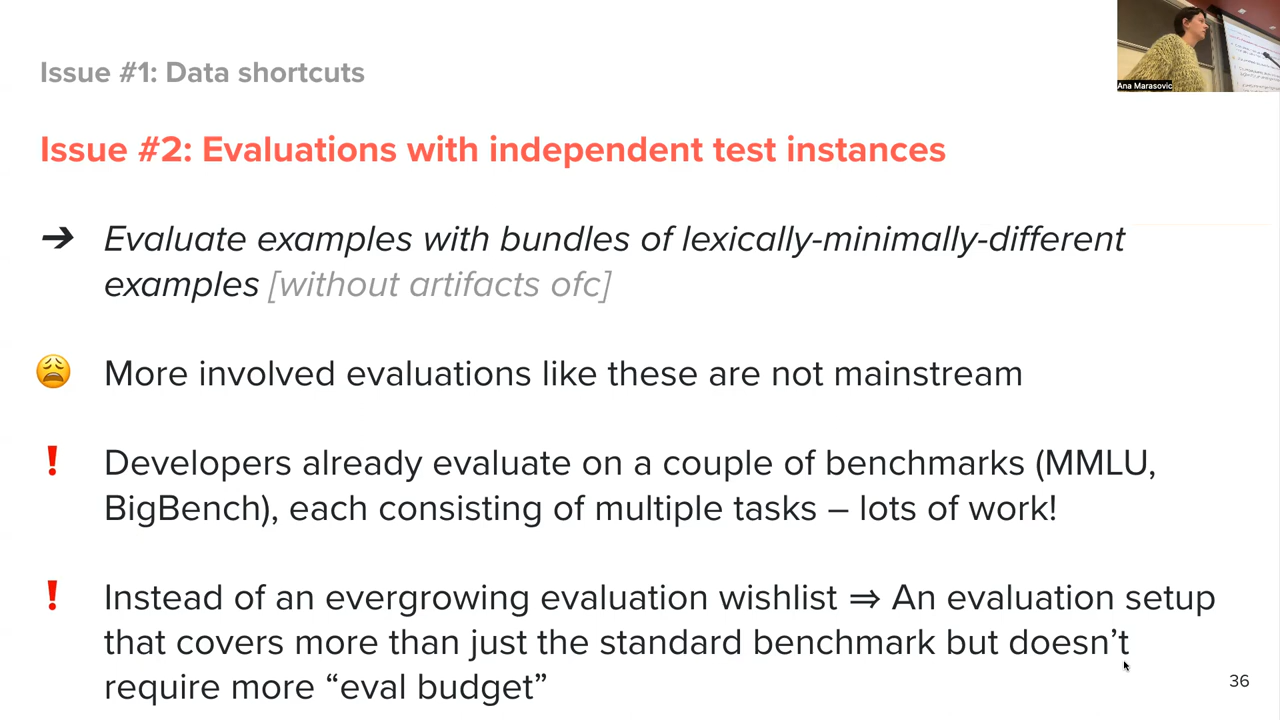 Issue #1: Data shortcuts
Ana Marasovic
Issue #2: Evaluations with independent test instances
➔ Evaluate examples with bundles of lexically-minimally-different
examples [without artifacts ofc]
😩 More involved evaluations like these are not mainstream
❗ Developers already evaluate on a couple of benchmarks (MMLU,
BigBench), each consisting of multiple tasks – lots of work!
❗ Instead of an evergrowing evaluation wishlist ⇒ An evaluation setup
that covers more than just the standard benchmark but doesn’t
require more “eval budget”
36